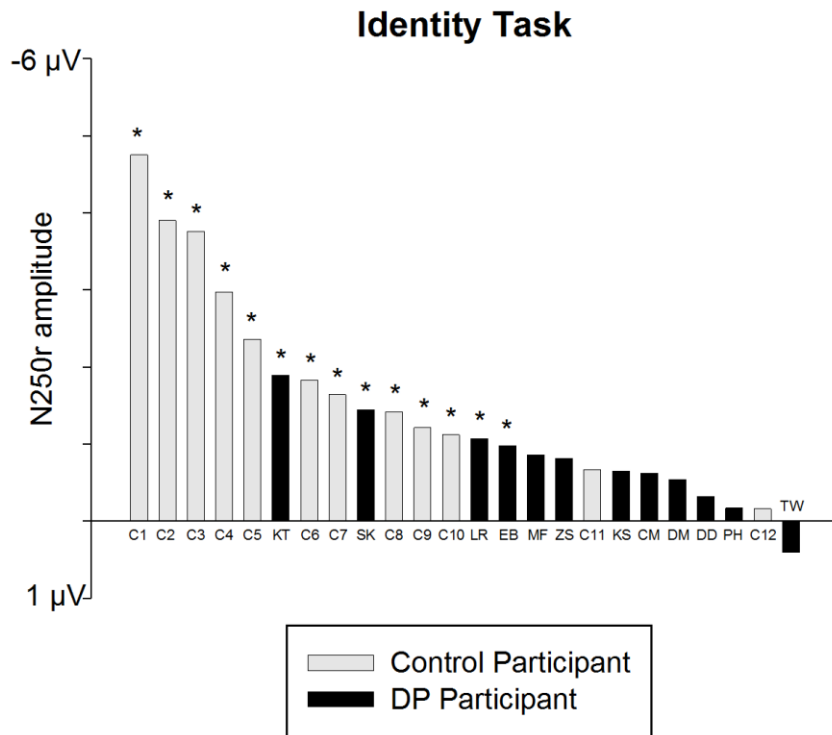 Identity Task
-6 µV
N250r amplitude
* * * * * * * * * * * * *
TW
C1 C2 C3 C4 C5 KT C6 C7 SK C8 C9 C10 LR EB MF ZS C11 KS CM DM DD PH C12
1 µV
Control Participant
DP Participant